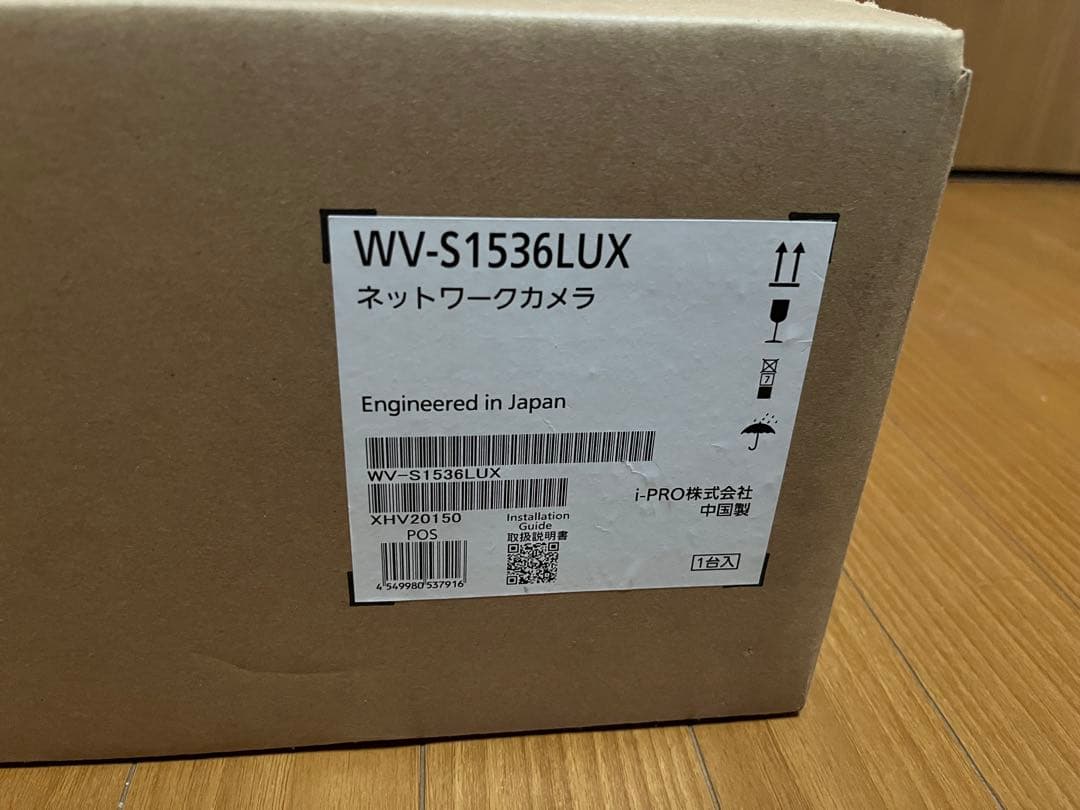 WV-S1536LUX
ネットワークカメラ
7
Engineered in Japan
WV-S1536LUX
XHV20150
POS
4 549980 537916
Installation
Guide
取扱説明書
i-PRO株式会社
中国製
1台入